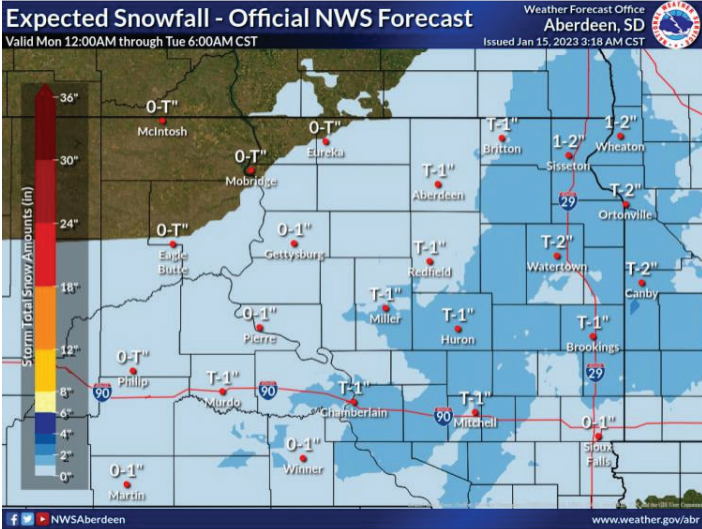 Expected Snowfall - Official NWS Forecast
Valid Mon 12:00AM through Tue 6:00AM CST
Weather Forecast Office
Aberdeen, SD
Issued Jan 15, 2023 3:18 AM CST
Storm Total Snow Amounts (in)
36"
30"
24"
18"
12"
8"
6"
4"
2"
0"
0-T"
McIntosh
0-T"
Eureka
T-1"
Britton
1-2"
Sisseton
1-2"
Wheaton
0-T"
Mobridge
T-1"
Aberdeen
29
T-2"
Ortonville
0-T"
Eagle
Butte
0-1"
Gettysburg
T-1"
Redfield
T-2"
Watertown
T-2"
Canby
0-1"
Pierre
T-1"
Miller
T-1"
Huron
T-1"
Brookings
0-T"
Philip
29
90
T-1"
Murdo
90
T-1"
Chamberlain
90
T-1"
Mitchell
0-1"
Sioux
Falls
0-1"
Martin
0-1"
Winner
NWSAberdeen
www.weather.gov/abr